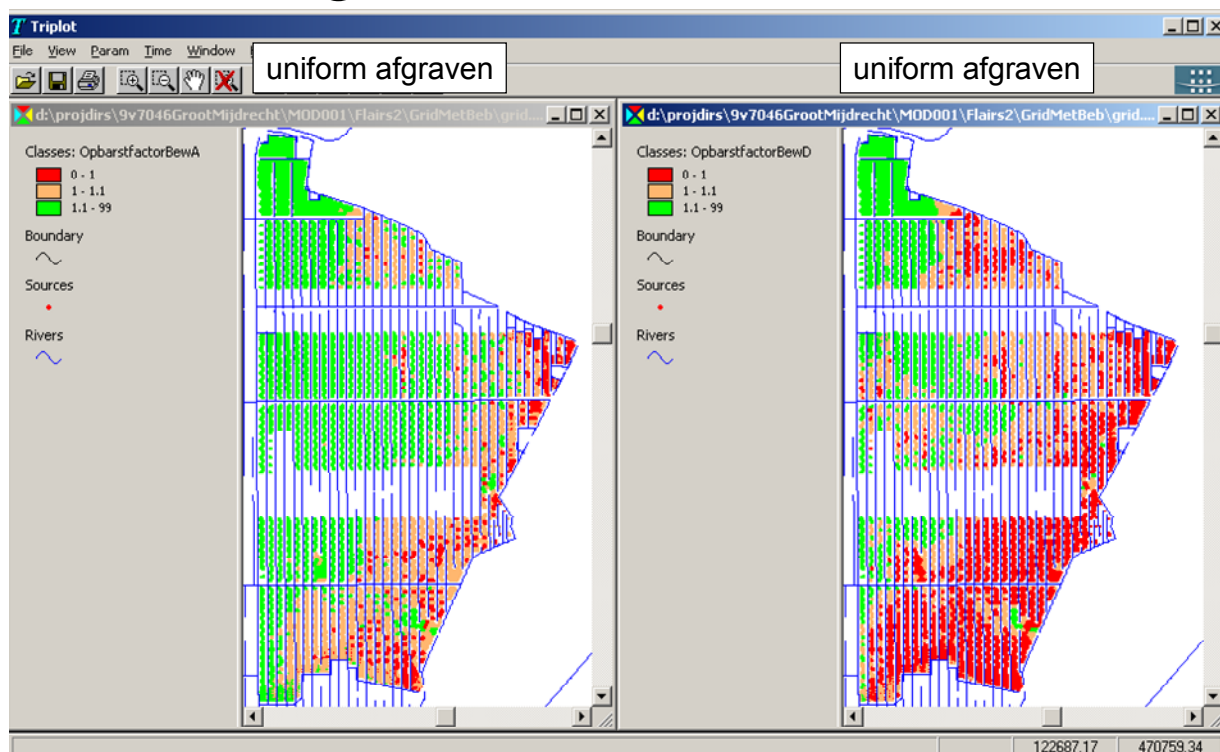 Triplot
File View Param Time Window
uniform afgraven
uniform afgraven
d:\projdirs\9v7046GrootMijdrecht\MOD001\Flairs2\GridMetBeb\grid....
Classes: OpbarstfactorBewA
0 - 1
1 - 1.1
1.1 - 99
Boundary
Sources
Rivers
d:\projdirs\9v7046GrootMijdrecht\MOD001\Flairs2\GridMetBeb\grid....
Classes: OpbarstfactorBewD
0 - 1
1 - 1.1
1.1 - 99
Boundary
Sources
Rivers
122687.17 470759.34